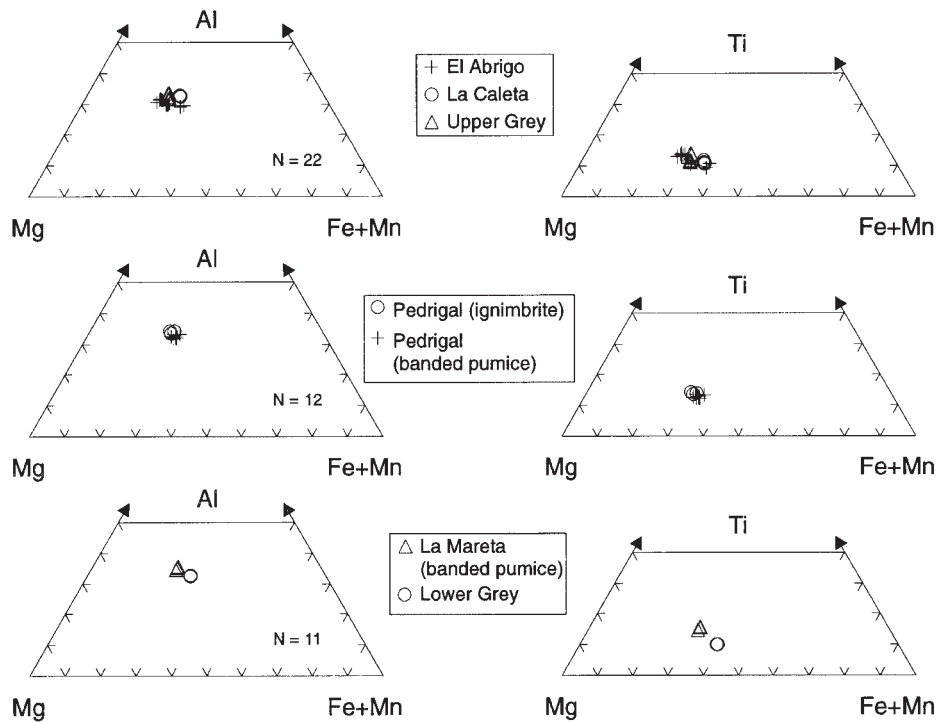 Al
Ti
+ El Abrigo
○ La Caleta
△ Upper Grey
N = 22
Mg
Fe+Mn
Mg
Fe+Mn
Al
Ti
○ Pedrigal (ignimbrite)
+ Pedrigal
(banded pumice)
N = 12
Mg
Fe+Mn
Mg
Fe+Mn
Al
Ti
△ La Mareta
(banded pumice)
○ Lower Grey
N = 11
Mg
Fe+Mn
Mg
Fe+Mn